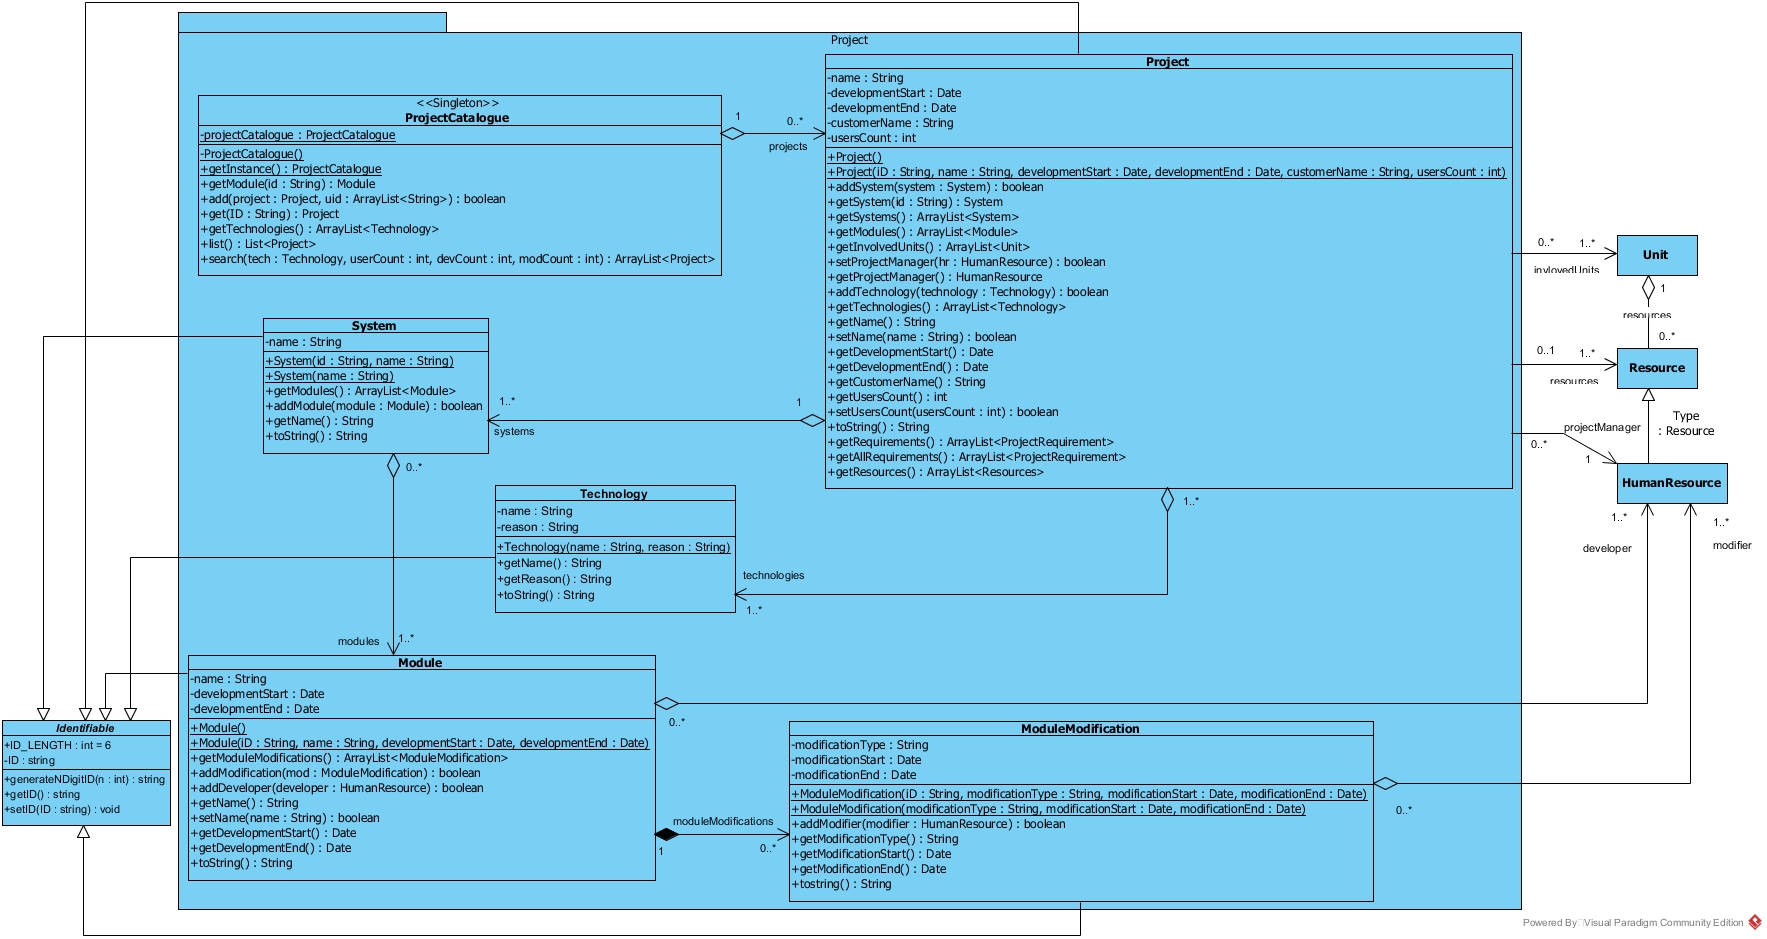 Project
<<Singleton>>
ProjectCatalogue
-projectCatalogue : ProjectCatalogue
-ProjectCatalogue()
+getInstance() : ProjectCatalogue
+getModule(id : String) : Module
+add(project : Project, uid : ArrayList<String>) : boolean
+get(ID : String) : Project
+getTechnologies() : ArrayList<Technology>
+list() : List<Project>
+search(tech : Technology, userCount : int, devCount : int, modCount : int) : ArrayList<Project>
1
0..*
projects
Project
-name : String
-developmentStart : Date
-developmentEnd : Date
-customerName : String
-usersCount : int
+Project()
+Project(iD : String, name : String, developmentStart : Date, developmentEnd : Date, customerName : String, usersCount : int)
+addSystem(system : System) : boolean
+getSystem(id : String) : System
+getSystems() : ArrayList<System>
+getModules() : ArrayList<Module>
+getInvolvedUnits() : ArrayList<Unit>
+setProjectManager(hr : HumanResource) : boolean
+getProjectManager() : HumanResource
+addTechnology(technology : Technology) : boolean
+getTechnologies() : ArrayList<Technology>
+getName() : String
+setName(name : String) : boolean
+getDevelopmentStart() : Date
+getDevelopmentEnd() : Date
+getCustomerName() : String
+getUsersCount() : int
+setUsersCount(usersCount : int) : boolean
+toString() : String
+getRequirements() : ArrayList<ProjectRequirement>
+getAllRequirements() : ArrayList<ProjectRequirement>
+getResources() : ArrayList<Resources>
0..*
1..*
invlovedUnits
Unit
1
resources
0..*
0..1
1..*
resources
Resource
Type
: Resource
projectManager
0..*
1
HumanResource
1..*
developer
1..*
modifier
System
-name : String
+System(id : String, name : String)
+System(name : String)
+getModules() : ArrayList<Module>
+addModule(module : Module) : boolean
+getName() : String
+toString() : String
1..*
systems
1
0..*
Technology
-name : String
-reason : String
+Technology(name : String, reason : String)
+getName() : String
+getReason() : String
+toString() : String
technologies
1..*
1..*
modules
1..*
Module
-name : String
-developmentStart : Date
-developmentEnd : Date
+Module()
+Module(iD : String, name : String, developmentStart : Date, developmentEnd : Date)
+getModuleModifications() : ArrayList<ModuleModification>
+addModification(mod : ModuleModification) : boolean
+addDeveloper(developer : HumanResource) : boolean
+getName() : String
+setName(name : String) : boolean
+getDevelopmentStart() : Date
+getDevelopmentEnd() : Date
+toString() : String
0..*
moduleModifications
1
0..*
ModuleModification
-modificationType : String
-modificationStart : Date
-modificationEnd : Date
+ModuleModification(iD : String, modificationType : String, modificationStart : Date, modificationEnd : Date)
+ModuleModification(modificationType : String, modificationStart : Date, modificationEnd : Date)
+addModifier(modifier : HumanResource) : boolean
+getModificationType() : String
+getModificationStart() : Date
+getModificationEnd() : Date
+tostring() : String
0..*
Identifiable
+ID_LENGTH : int = 6
-ID : string
+generateNDigitID(n : int) : string
+getID() : string
+setID(ID : string) : void
Powered By Visual Paradigm Community Edition